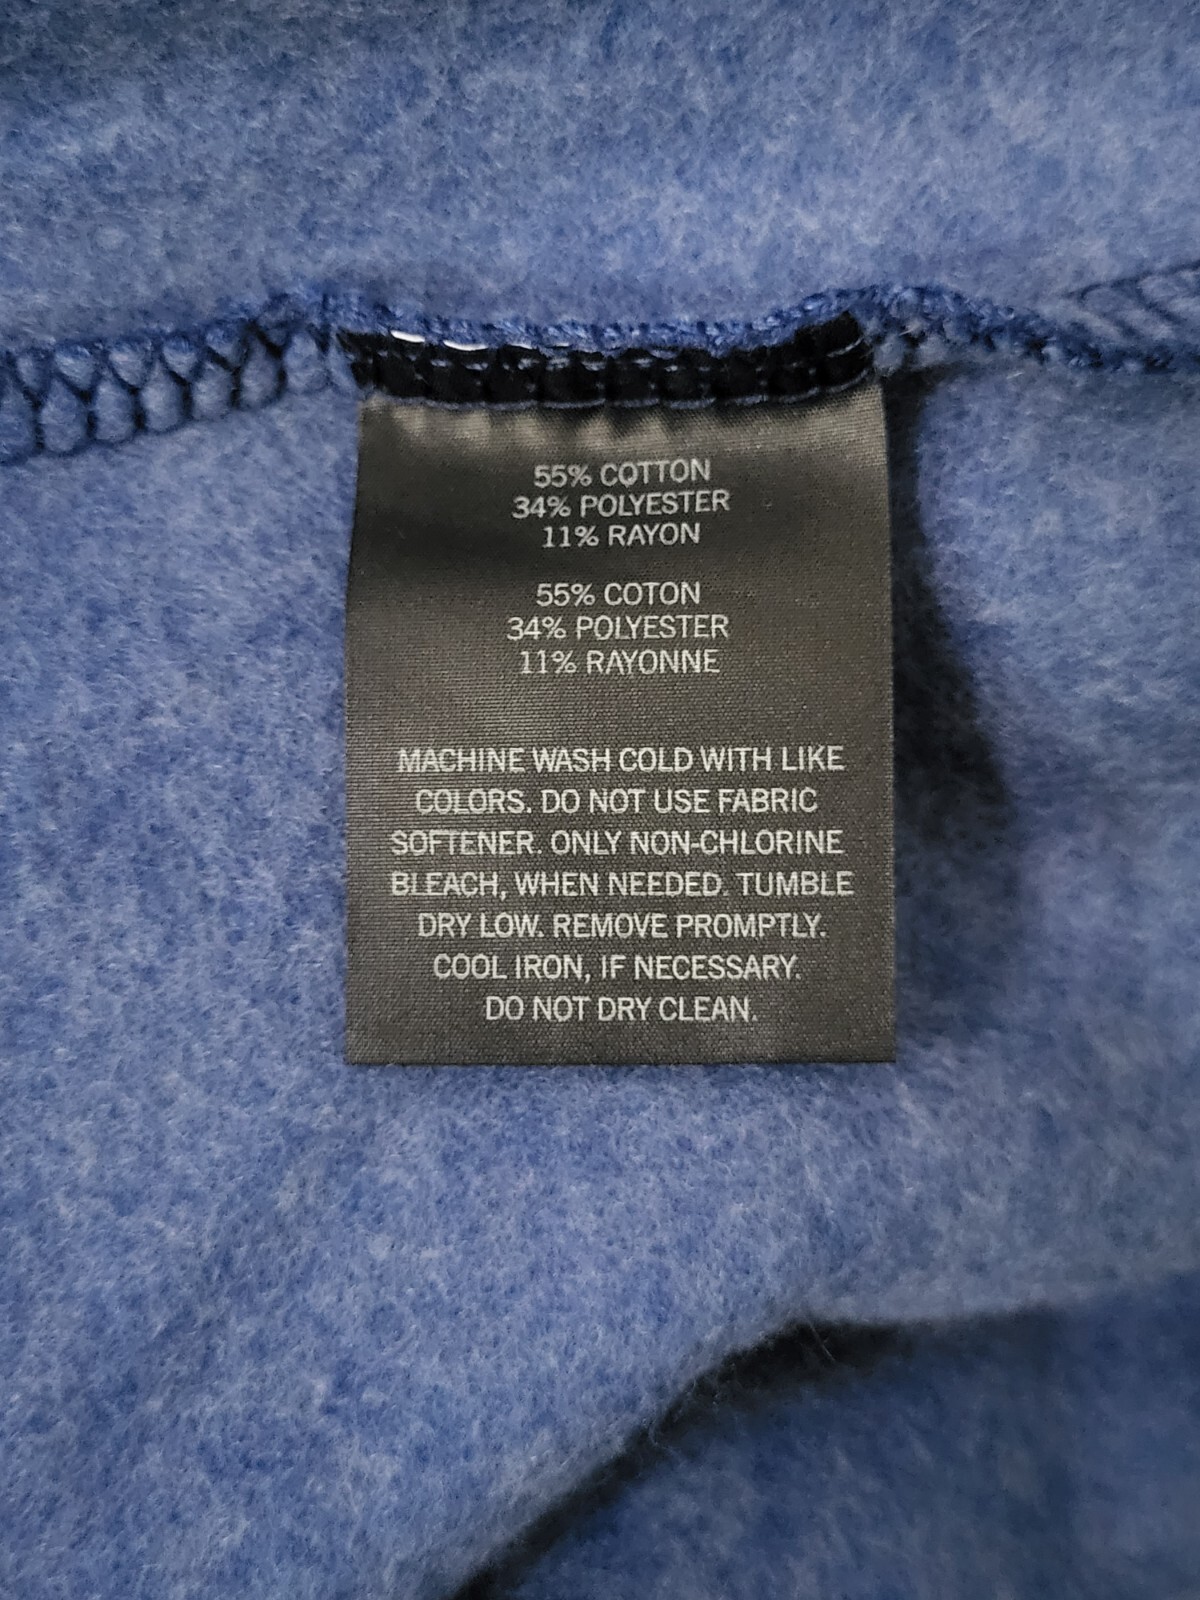 55% COTTON
34% POLYESTER
11% RAYON
55% COTON
34% POLYESTER
11% RAYONNE
MACHINE WASH COLD WITH LIKE
COLORS. DO NOT USE FABRIC
SOFTENER. ONLY NON-CHLORINE
BLEACH, WHEN NEEDED. TUMBLE
DRY LOW. REMOVE PROMPTLY.
COOL IRON, IF NECESSARY.
DO NOT DRY CLEAN.